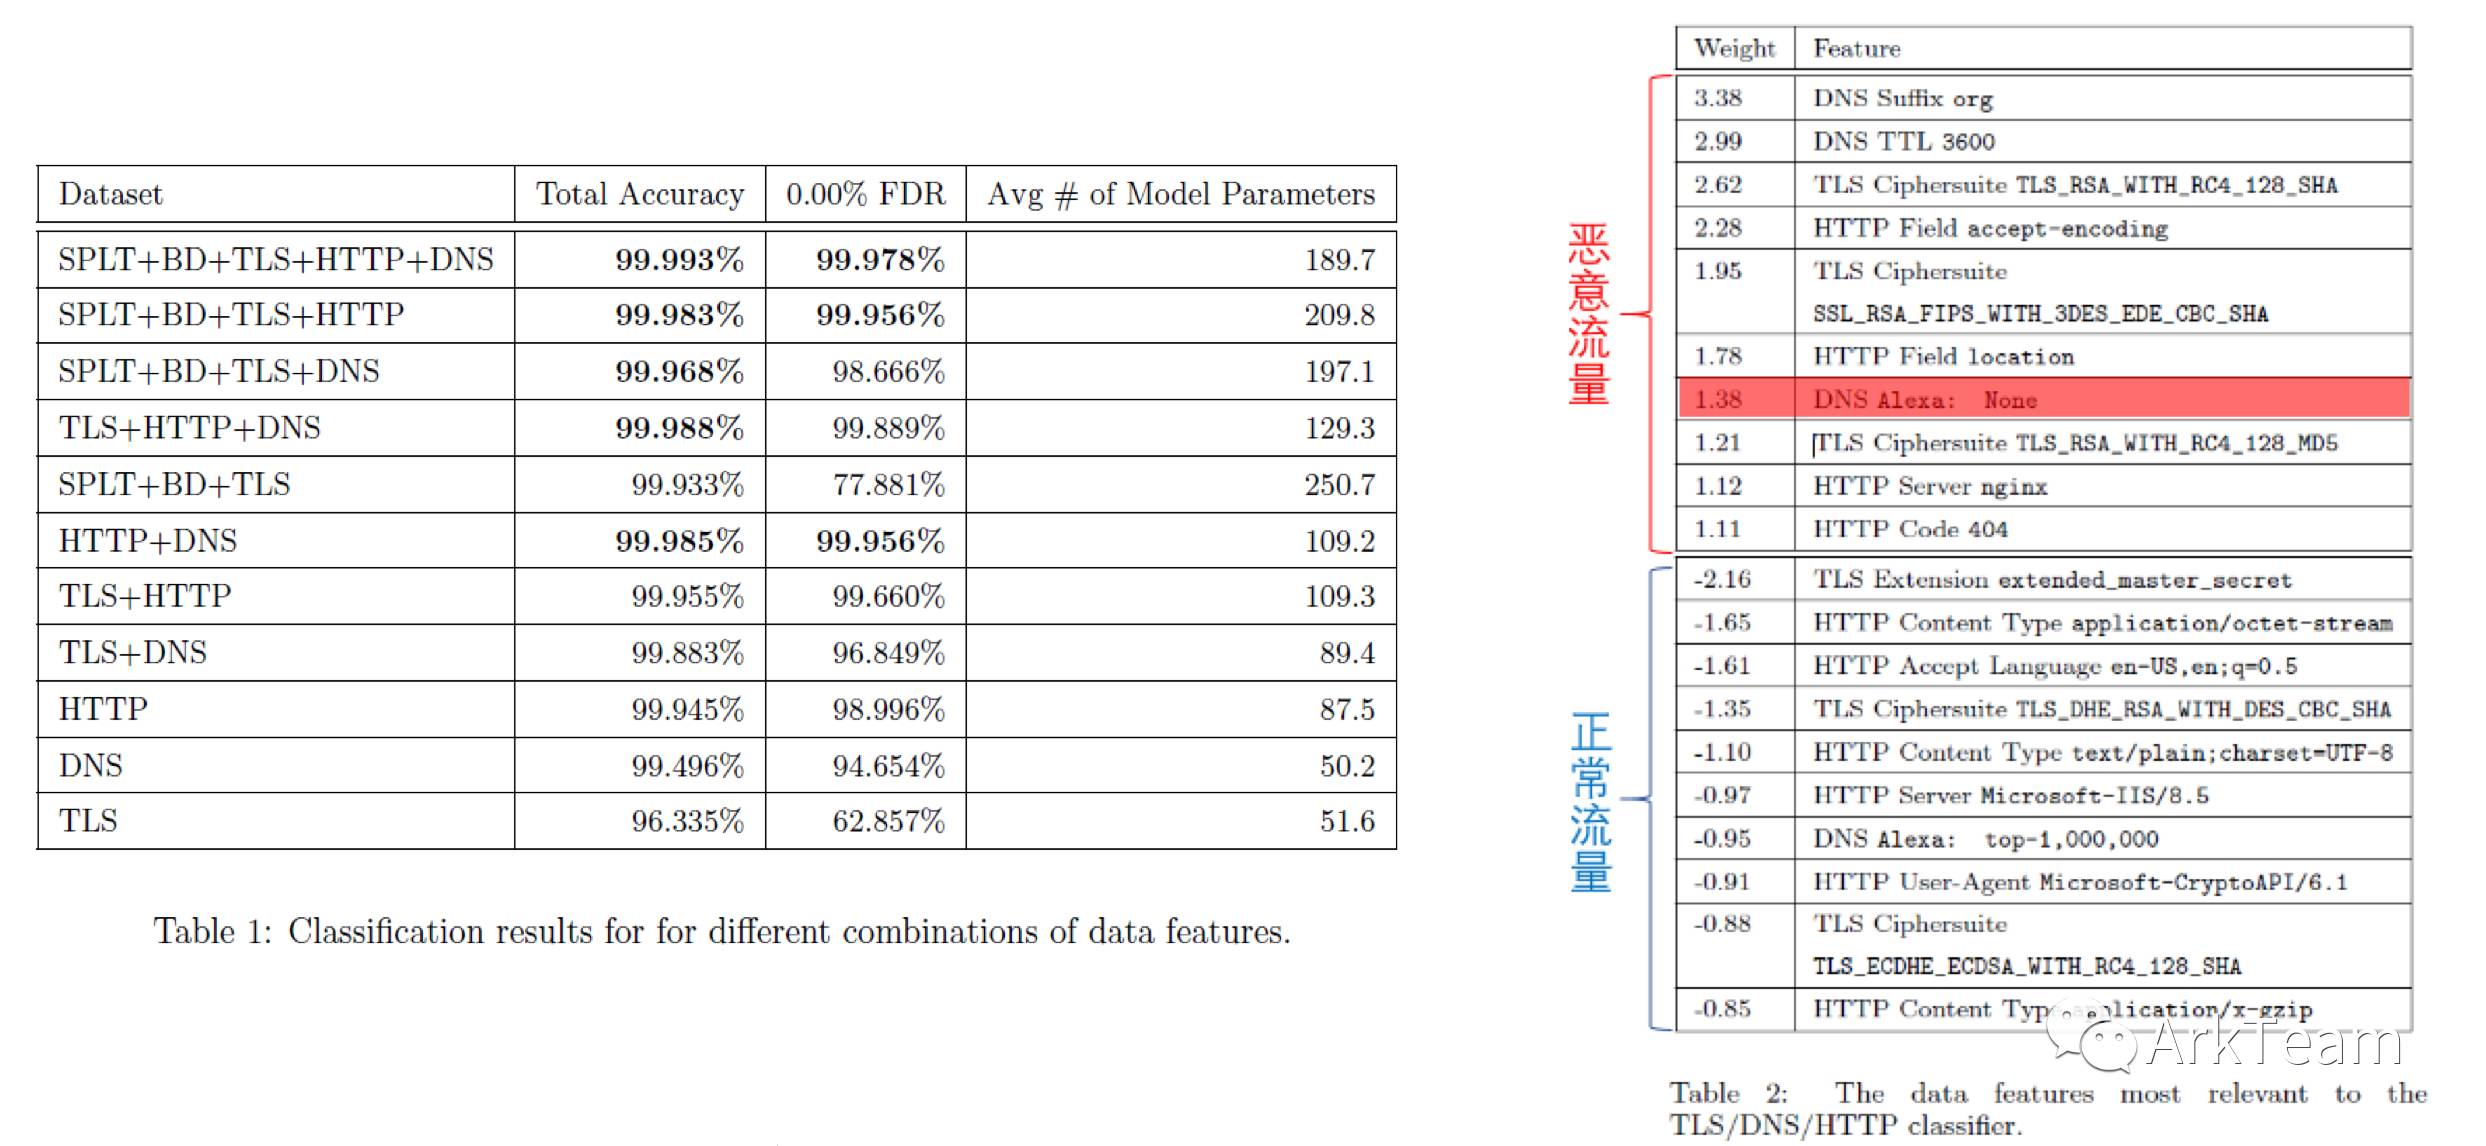 Dataset Total Accuracy 0.00% FDR Avg # of Model Parameters
SPLT+BD+TLS+HTTP+DNS 99.993% 99.978% 189.7
SPLT+BD+TLS+HTTP 99.983% 99.956% 209.8
SPLT+BD+TLS+DNS 99.968% 98.666% 197.1
TLS+HTTP+DNS 99.988% 99.889% 129.3
SPLT+BD+TLS 99.933% 77.881% 250.7
HTTP+DNS 99.985% 99.956% 109.2
TLS+HTTP 99.955% 99.660% 109.3
TLS+DNS 99.883% 96.849% 89.4
HTTP 99.945% 98.996% 87.5
DNS 99.496% 94.654% 50.2
TLS 96.335% 62.857% 51.6
Table 1: Classification results for for different combinations of data features.
恶意流量
正常流量
Weight Feature
3.38 DNS Suffix org
2.99 DNS TTL 3600
2.62 TLS Ciphersuite TLS_RSA_WITH_RC4_128_SHA
2.28 HTTP Field accept-encoding
1.95 TLS Ciphersuite
SSL_RSA_FIPS_WITH_3DES_EDE_CBC_SHA
1.78 HTTP Field location
1.38 DNS Alexa: None
1.21 TLS Ciphersuite TLS_RSA_WITH_RC4_128_MD5
1.12 HTTP Server nginx
1.11 HTTP Code 404
-2.16 TLS Extension extended_master_secret
-1.65 HTTP Content Type application/octet-stream
-1.61 HTTP Accept Language en-US,en;q=0.5
-1.35 TLS Ciphersuite TLS_DHE_RSA_WITH_DES_CBC_SHA
-1.10 HTTP Content Type text/plain;charset=UTF-8
-0.97 HTTP Server Microsoft-IIS/8.5
-0.95 DNS Alexa: top-1,000,000
-0.91 HTTP User-Agent Microsoft-CryptoAPI/6.1
-0.88 TLS Ciphersuite
TLS_ECDHE_ECDSA_WITH_RC4_128_SHA
-0.85 HTTP Content Type application/x-gzip
ArkTeam
Table 2: The data features most relevant to the
TLS/DNS/HTTP classifier.